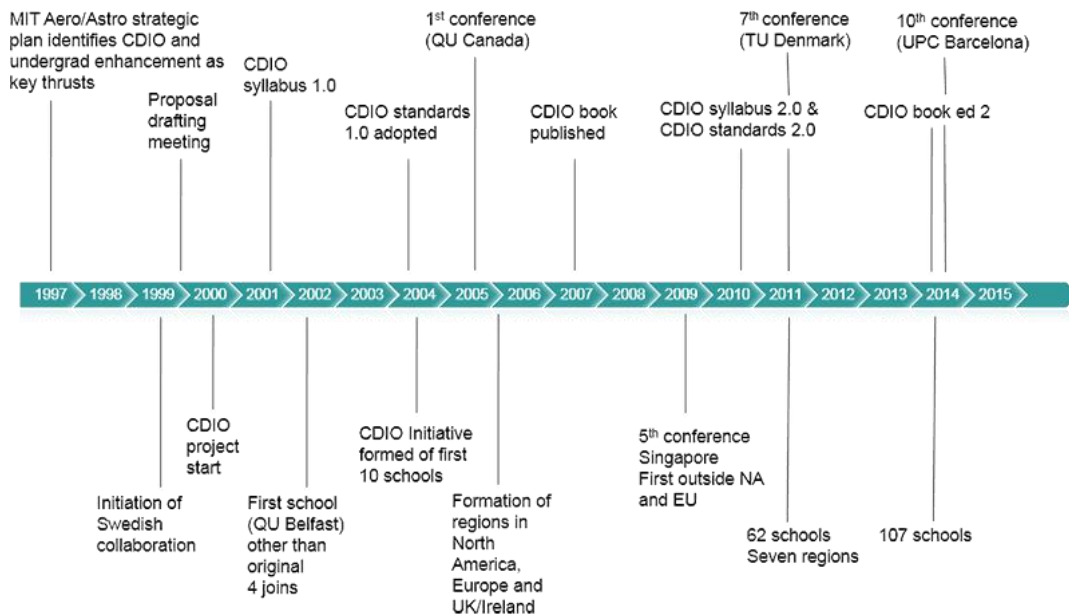 MIT Aero/Astro strategic
plan identifies CDIO and
undergrad enhancement as
key thrusts
Proposal
drafting
meeting
CDIO
syllabus 1.0
CDIO standards
1.0 adopted
1st conference
(QU Canada)
CDIO book
published
CDIO syllabus 2.0 &
CDIO standards 2.0
7th conference
(TU Denmark)
CDIO book ed 2
10th conference
(UPC Barcelona)
1997 1998 1999 2000 2001 2002 2003 2004 2005 2006 2007 2008 2009 2010 2011 2012 2013 2014 2015
Initiation of
Swedish
collaboration
CDIO
project
start
First school
(QU Belfast)
other than
original
4 joins
CDIO Initiative
formed of first
10 schools
Formation of
regions in
North
America,
Europe and
UK/Ireland
5th conference
Singapore
First outside NA
and EU
62 schools
Seven regions
107 schools